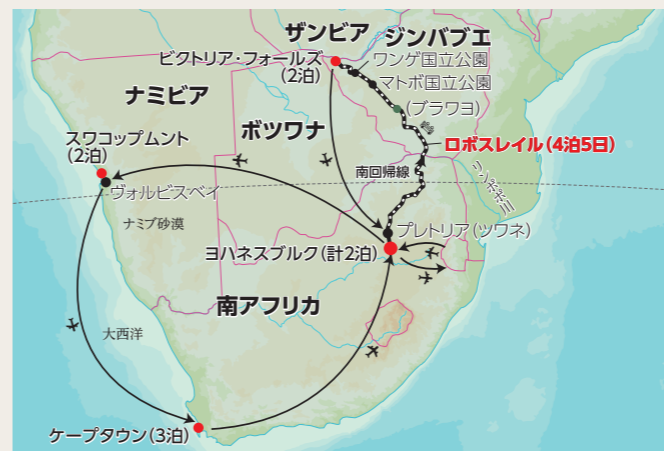 ザンビア
ジンバブエ
ビクトリア・フォールズ
(2泊)
ワンゲ国立公園
マトボ国立公園
(ブラワヨ)
ナミビア
ボツワナ
スワコップムント
(2泊)
ヴォルビスベイ
ロボスレイル(4泊5日)
南回帰線
リンポポ川
ナミブ砂漠
プレトリア(ツワネ)
ヨハネスブルク(計2泊)
南アフリカ
大西洋
ケープタウン(3泊)